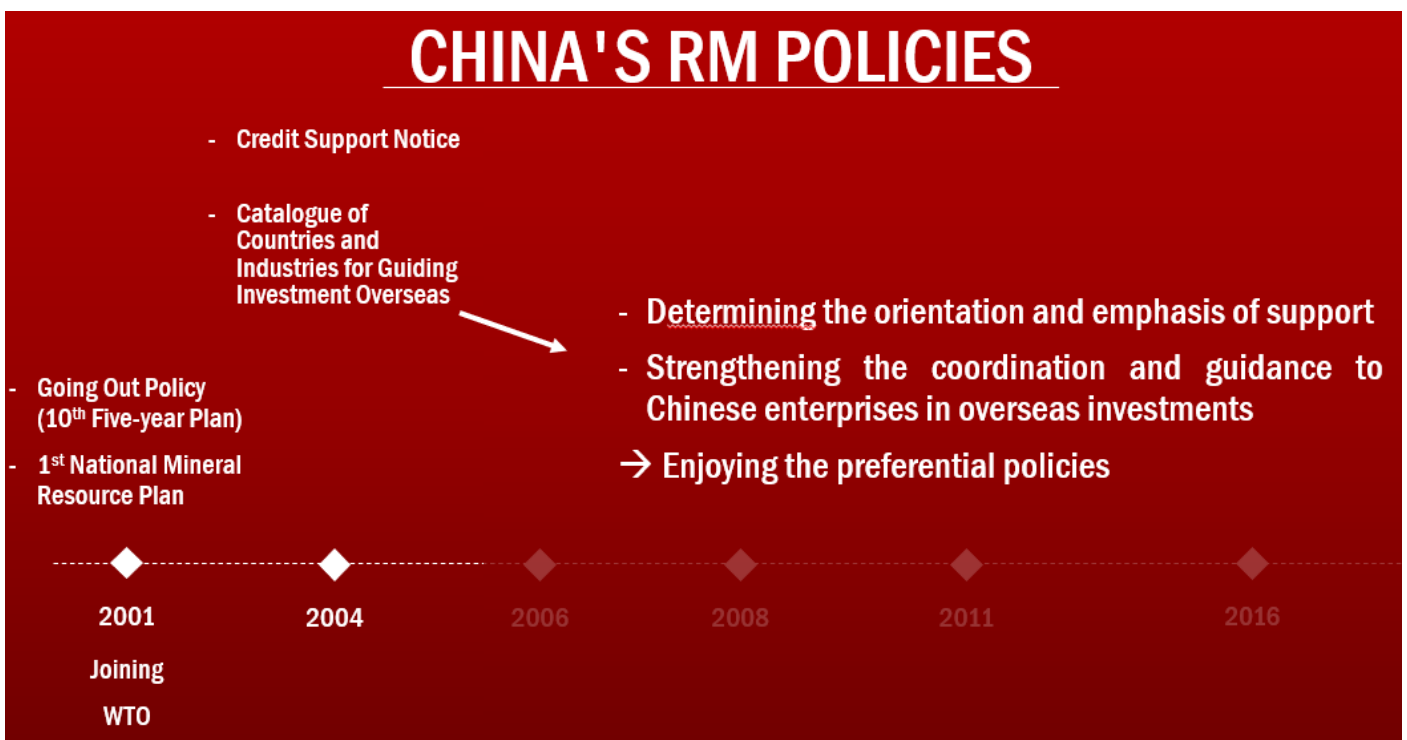 CHINA'S RM POLICIES
- Credit Support Notice
- Catalogue of
Countries and
Industries for Guiding
Investment Overseas
- Determining the orientation and emphasis of support
- Strengthening the coordination and guidance to
Chinese enterprises in overseas investments
→ Enjoying the preferential policies
- Going Out Policy
(10th Five-year Plan)
- 1st National Mineral
Resource Plan
2001
2004
2006
2008
2011
2016
Joining
WTO